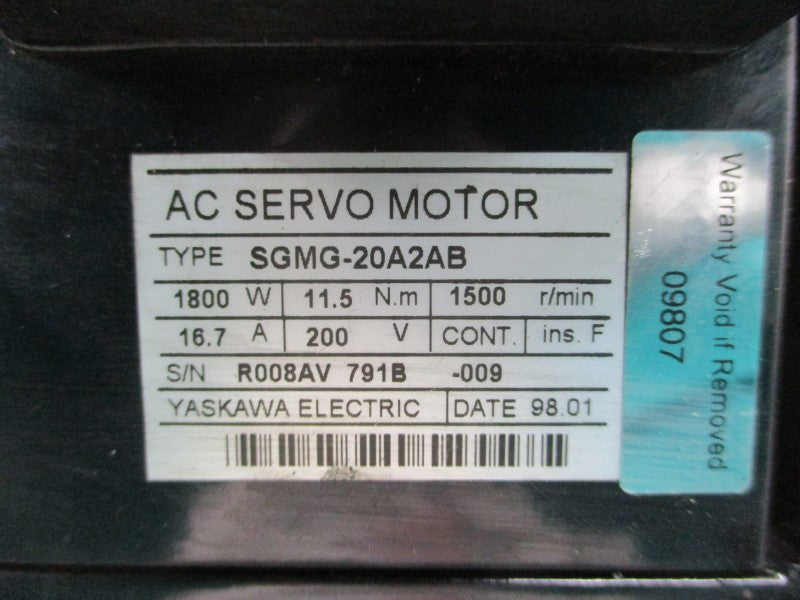 AC SERVO MOTOR
TYPE SGMG-20A2AB
1800 W 11.5 N.m 1500 r/min
16.7 A 200 V CONT. ins. F
S/N R008AV 791B -009
YASKAWA ELECTRIC DATE 98.01
Warranty Void if Removed
09807